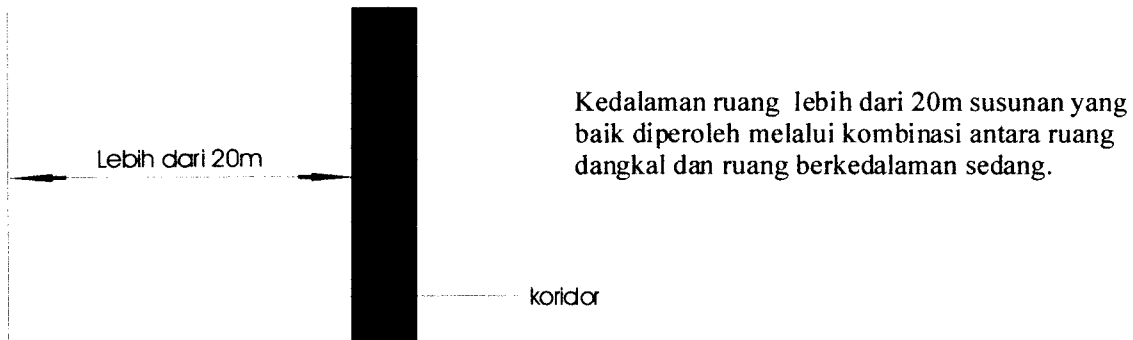 Kedalaman ruang lebih dari 20m susunan yang
baik diperoleh melalui kombinasi antara ruang
dangkal dan ruang berkedalaman sedang.
Lebih dari 20m
koridor